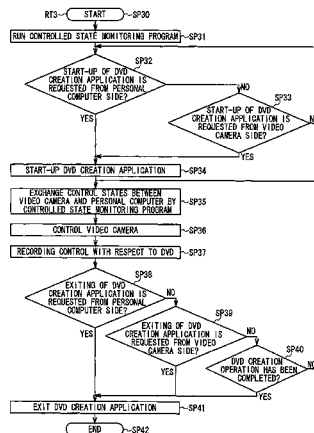 RT3
START
SP30
RUN CONTROLLED STATE MONITORING PROGRAM
SP31
SP32
START-UP OF DVD
CREATION APPLICATION IS
REQUESTED FROM PERSONAL
COMPUTER SIDE?
NO
YES
SP33
START-UP OF DVD
CREATION APPLICATION IS
REQUESTED FROM VIDEO
CAMERA SIDE?
N
YES
START-UP DVD CREATION APPLICATION
SP34
EXCHANGE CONTROL STATES BETWEEN
VIDEO CAMERA AND PERSONAL COMPUTER BY
CONTROLLED STATE MONITORING PROGRAM
SP35
CONTROL VIDEO CAMERA
SP36
RECORDING CONTROL WITH RESPECT TO DVD
SP37
SP38
EXITING OF DVD
CREATION APPLICATION IS
REQUESTED FROM PERSONAL
COMPUTER SIDE?
NO
YES
SP39
EXITING OF DVD
CREATION APPLICATION IS
REQUESTED FROM VIDEO
CAMERA SIDE?
NO
YES
SP40
DVD CREATION
OPERATION HAS BEEN
COMPLETED?
N
YES
EXIT DVD CREATION APPLICATION
SP41
END
SP42